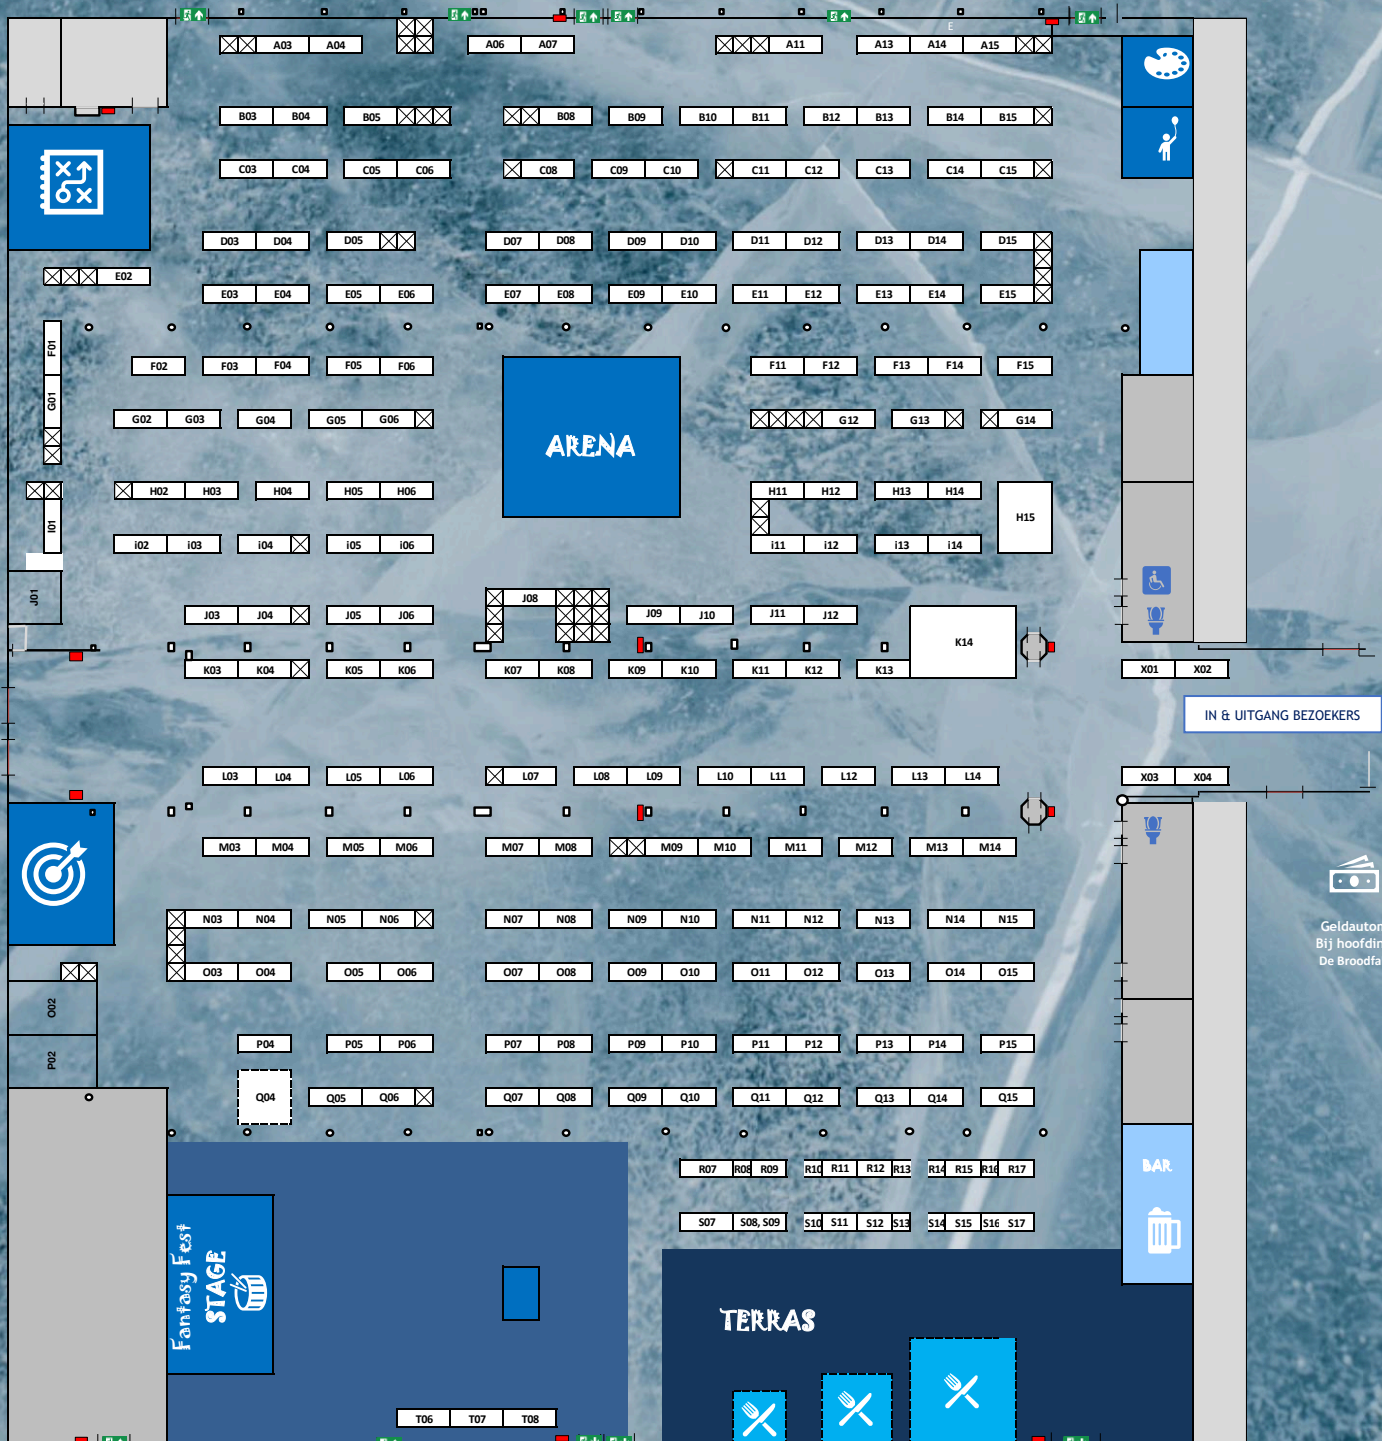 E
A03 A04 A06 A07 A11 A13 A14 A15
B03 B04 B05 B08 B09 B10 B11 B12 B13 B14 B15
C03 C04 C05 C06 C08 C09 C10 C11 C12 C13 C14 C15
D03 D04 D05 D07 D08 D09 D10 D11 D12 D13 D14 D15
E02
E03 E04 E05 E06 E07 E08 E09 E10 E11 E12 E13 E14 E15
F01
F02 F03 F04 F05 F06 F11 F12 F13 F14 F15
G01
G02 G03 G04 G05 G06 G12 G13 G14
ARENA
H02 H03 H04 H05 H06 H11 H12 H13 H14
H15
I01
i02 i03 i04 i05 i06 i11 i12 i13 i14
J01
J08
J03 J04 J05 J06 J09 J10 J11 J12
K14
K03 K04 K05 K06 K07 K08 K09 K10 K11 K12 K13 X01 X02
IN & UITGANG BEZOEKERS
L03 L04 L05 L06 L07 L08 L09 L10 L11 L12 L13 L14 X03 X04
M03 M04 M05 M06 M07 M08 M09 M10 M11 M12 M13 M14
N03 N04 N05 N06 N07 N08 N09 N10 N11 N12 N13 N14 N15
Geldautom
Bij hoofdin
De Broodfa
O03 O04 O05 O06 O07 O08 O09 O10 O11 O12 O13 O14 O15
O02
P04 P05 P06 P07 P08 P09 P10 P11 P12 P13 P14 P15
P02
Q04 Q05 Q06 Q07 Q08 Q09 Q10 Q11 Q12 Q13 Q14 Q15
R07 R08 R09 R10 R11 R12 R13 R14 R15 R16 R17
BAR
S07 S08, S09 S10 S11 S12 S13 S14 S15 S16 S17
Fantasy Fest
STAGE
TERRAS
T06 T07 T08